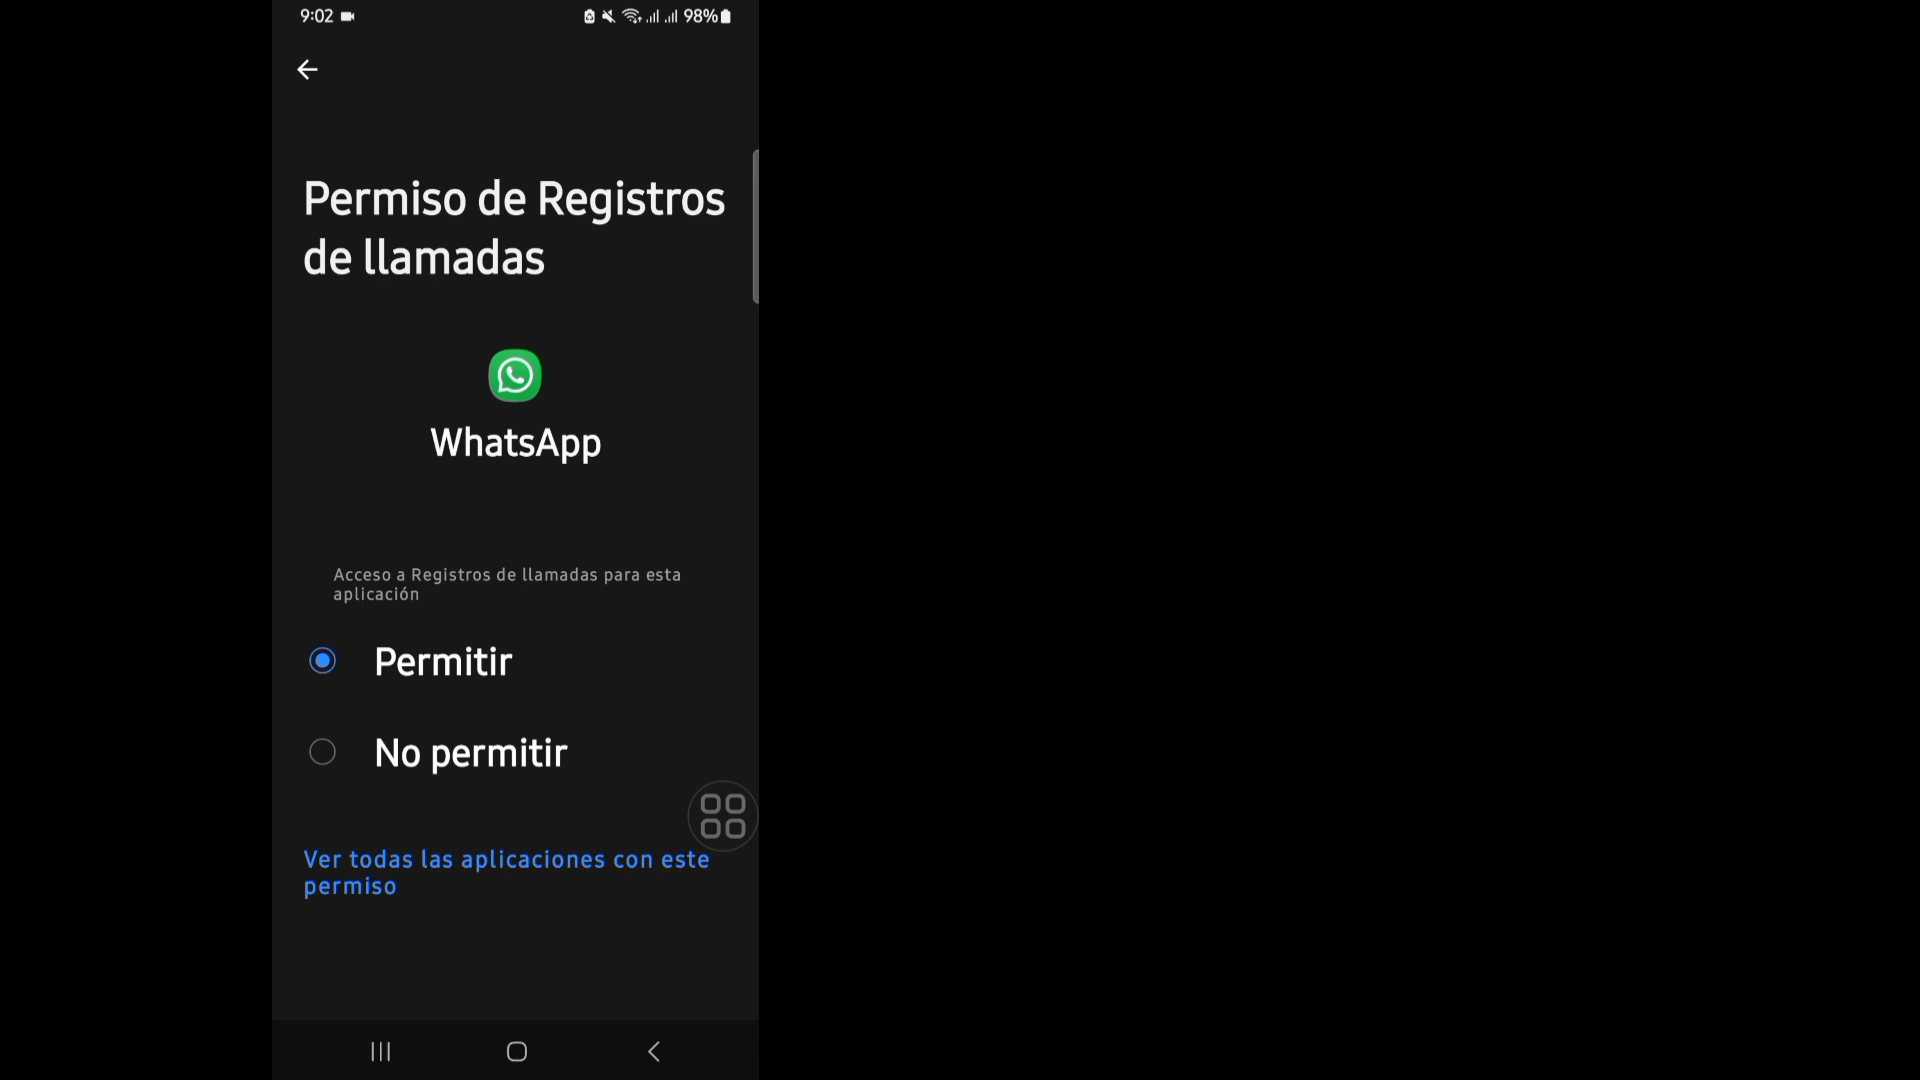 9:02
98%
Permiso de Registros
de llamadas
WhatsApp
Acceso a Registros de llamadas para esta
aplicación
Permitir
No permitir
Ver todas las aplicaciones con este
permiso